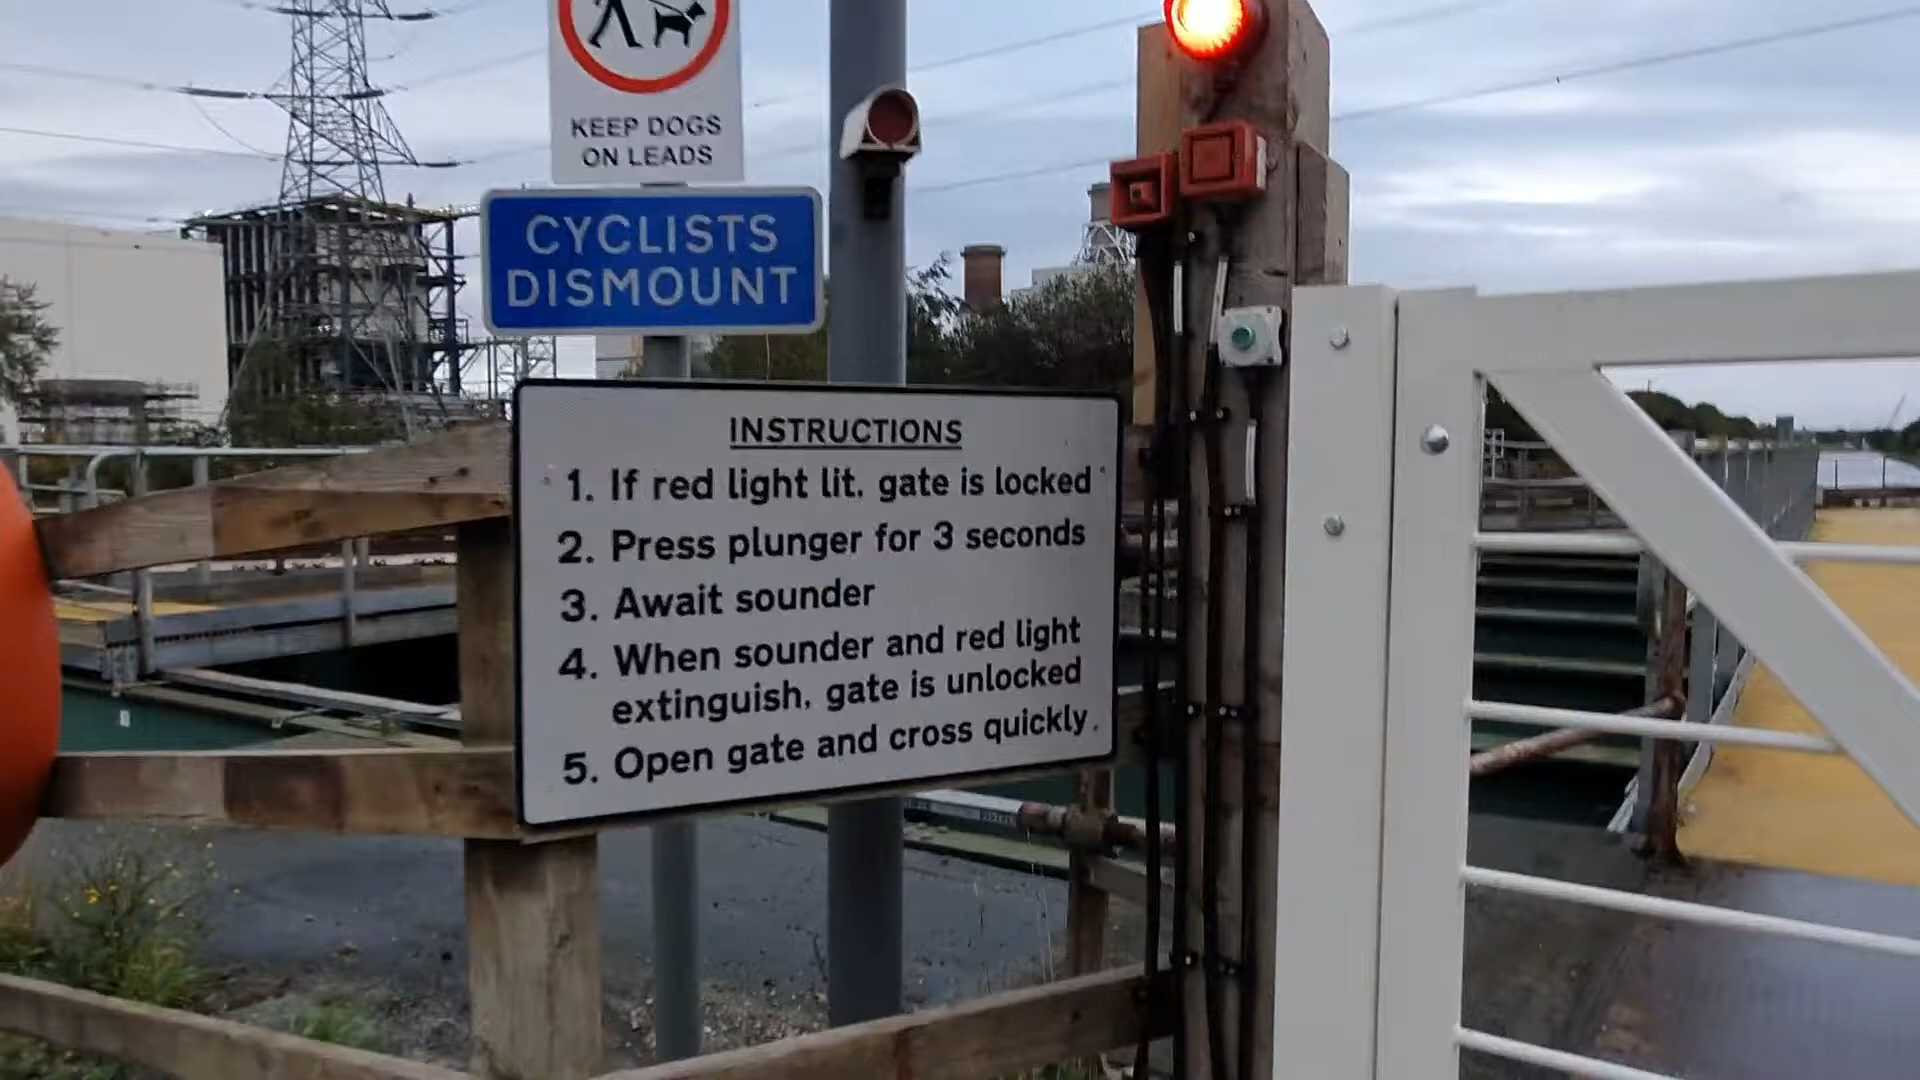 KEEP DOGS
ON LEADS
CYCLISTS
DISMOUNT
INSTRUCTIONS
1. If red light lit. gate is locked
2. Press plunger for 3 seconds
3. Await sounder
4. When sounder and red light
extinguish. gate is unlocked
5. Open gate and cross quickly.